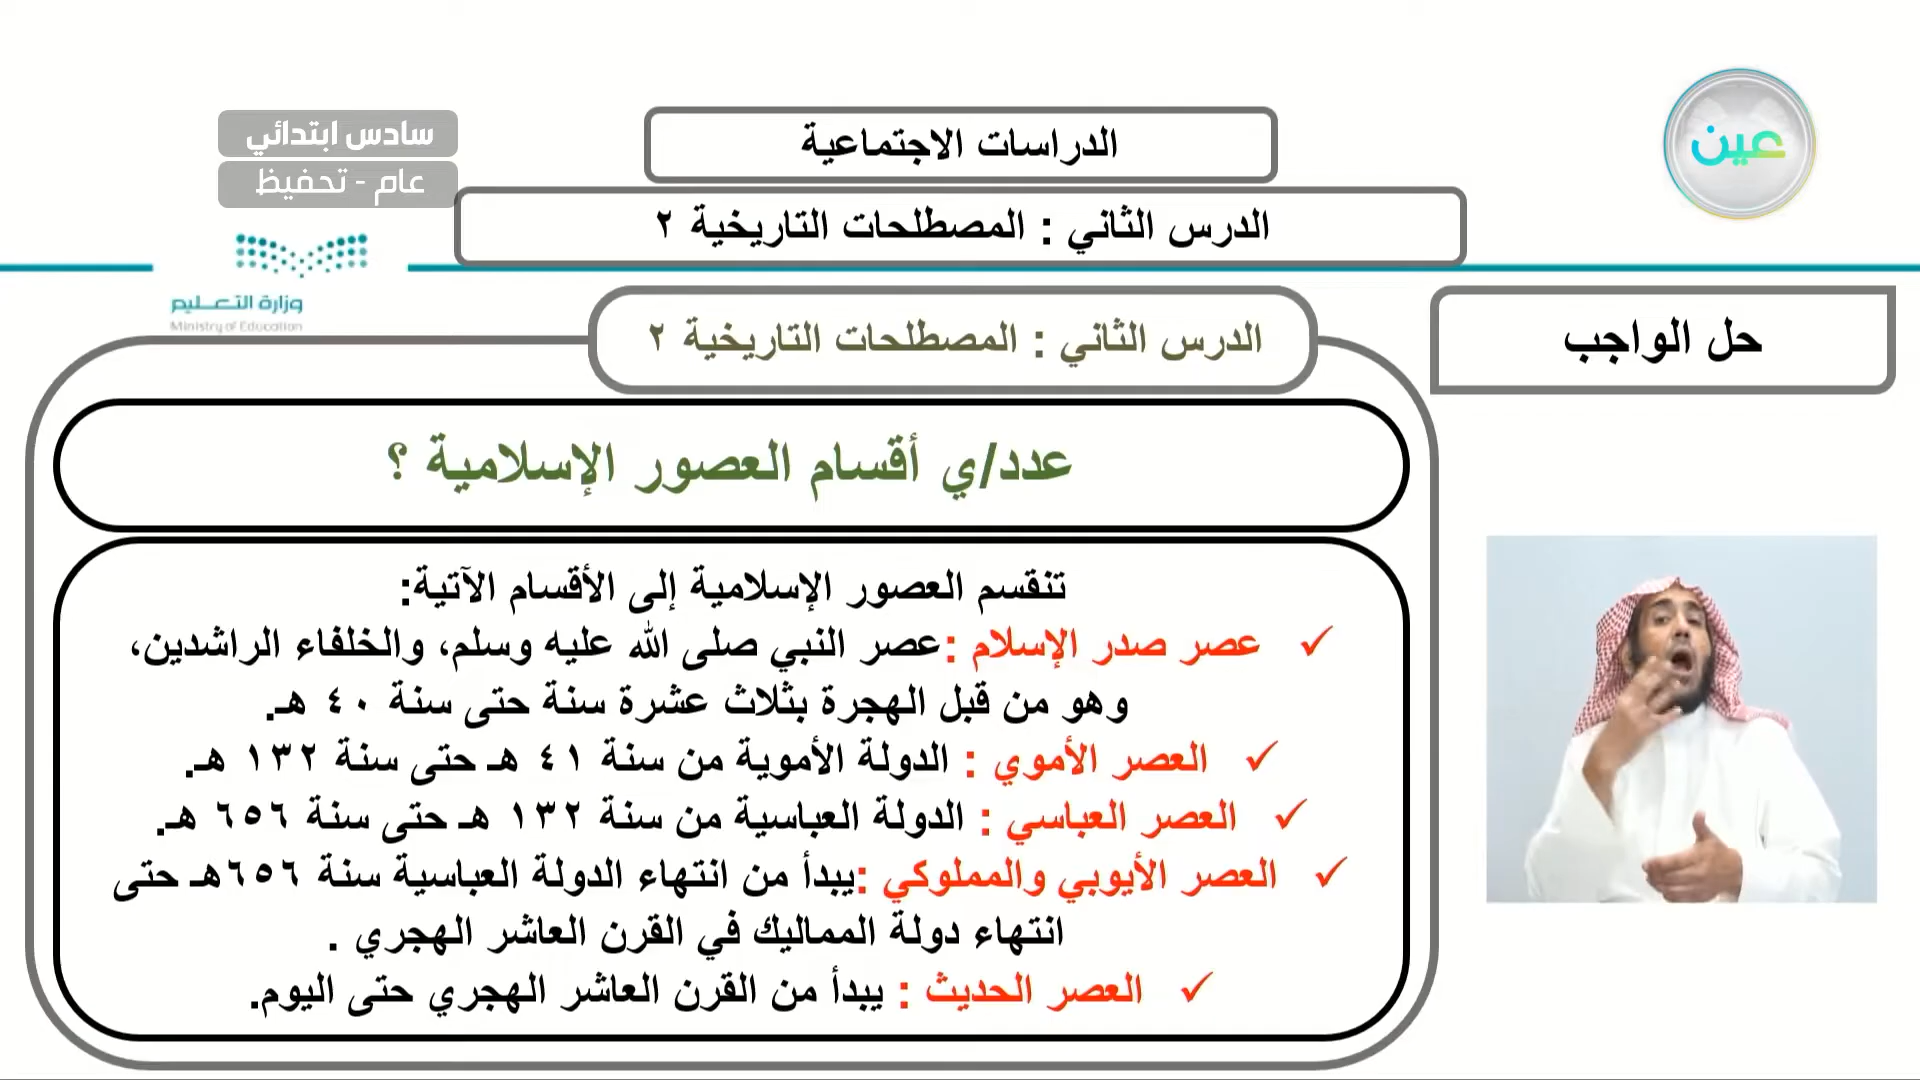 سادس ابتدائي
عام - تحفيظ
الدراسات الاجتماعية
عين
الدرس الثاني : المصطلحات التاريخية ٢
وزارة التعليم
Ministry of Education
الدرس الثاني : المصطلحات التاريخية ٢
حل الواجب
عدد/ي أقسام العصور الإسلامية ؟
تنقسم العصور الإسلامية إلى الأقسام الآتية:
✓ عصر صدر الإسلام :عصر النبي صلى الله عليه وسلم، والخلفاء الراشدين،
وهو من قبل الهجرة بثلاث عشرة سنة حتى سنة ٤٠ هـ.
✓ العصر الأموي : الدولة الأموية من سنة ٤١ هـ حتى سنة ١٣٢ هـ.
✓ العصر العباسي : الدولة العباسية من سنة ١٣٢ هـ حتى سنة ٦٥٦ هـ.
✓ العصر الأيوبي والمملوكي :يبدأ من انتهاء الدولة العباسية سنة ٦٥٦هـ حتى
انتهاء دولة المماليك في القرن العاشر الهجري .
✓ العصر الحديث : يبدأ من القرن العاشر الهجري حتى اليوم.